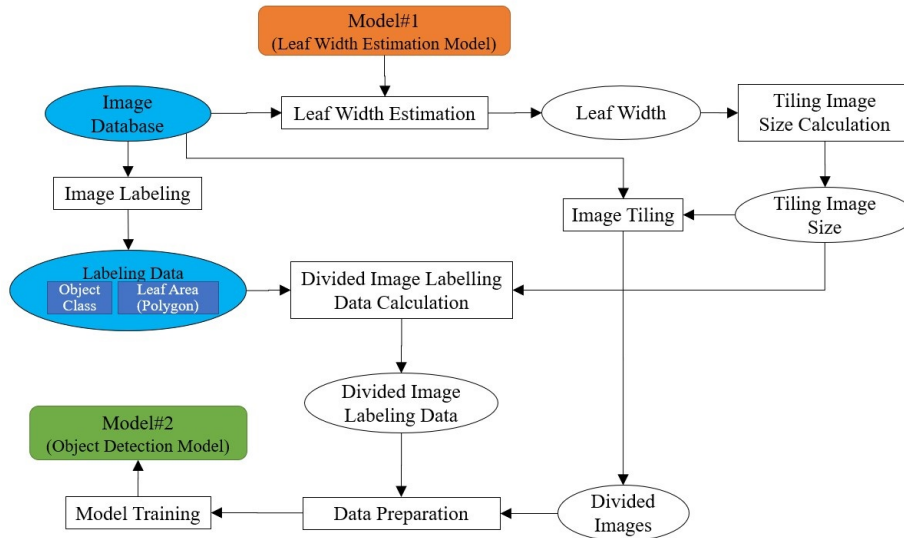 Model#1
(Leaf Width Estimation Model)
Image
Database
Leaf Width Estimation
Leaf Width
Tiling Image
Size Calculation
Image Labeling
Image Tiling
Tiling Image
Size
Labeling Data
Object
Class
Leaf Area
(Polygon)
Divided Image Labelling
Data Calculation
Divided Image
Labeling Data
Model#2
(Object Detection Model)
Model Training
Data Preparation
Divided
Images